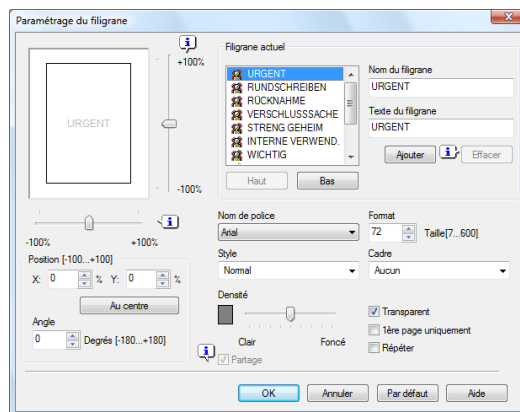 Paramétrage du filigrane
+100%
URGENT
-100%
-100%
+100%
Position [-100...+100]
X: 0 % Y: 0 %
Au centre
Angle
0 Degrés [-180...+180]
Filigrane actuel
URGENT
RUNDSCHREIBEN
RÜCKNAHME
VERSCHLUSSSACHE
STRENG GEHEIM
INTERNE VERWEND.
WICHTIG
Haut
Bas
Nom du filigrane
URGENT
Texte du filigrane
URGENT
Ajouter
Effacer
Nom de police
Arial
Format
72 Taille[7...600]
Style
Normal
Cadre
Aucun
Densité
Clair
Foncé
Partage
Transparent
1ère page uniquement
Répéter
OK
Annuler
Par défaut
Aide